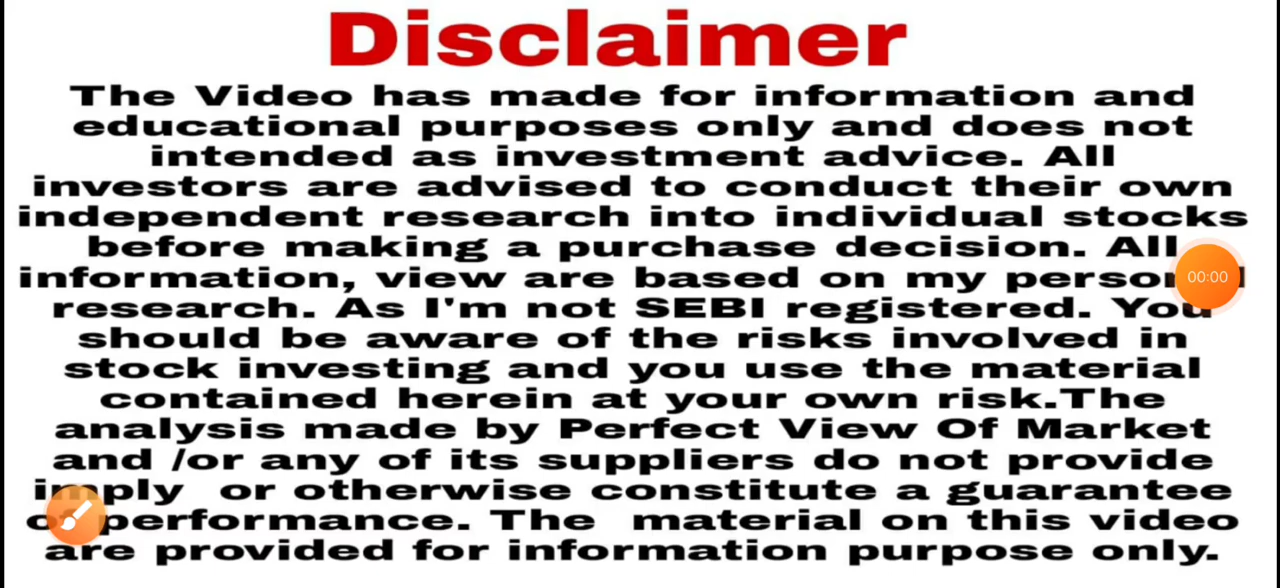 Disclaimer
The Video has made for information and
educational purposes only and does not
intended as investment advice. All
investors are advised to conduct their own
independent research into individual stocks
before making a purchase decision. All
information, view are based on my personal
research. As I'm not SEBI registered. You
should be aware of the risks involved in
stock investing and you use the material
contained herein at your own risk.The
analysis made by Perfect View Of Market
and /or any of its suppliers do not provide
imply or otherwise constitute a guarantee
of performance. The material on this video
are provided for information purpose only.
00:00